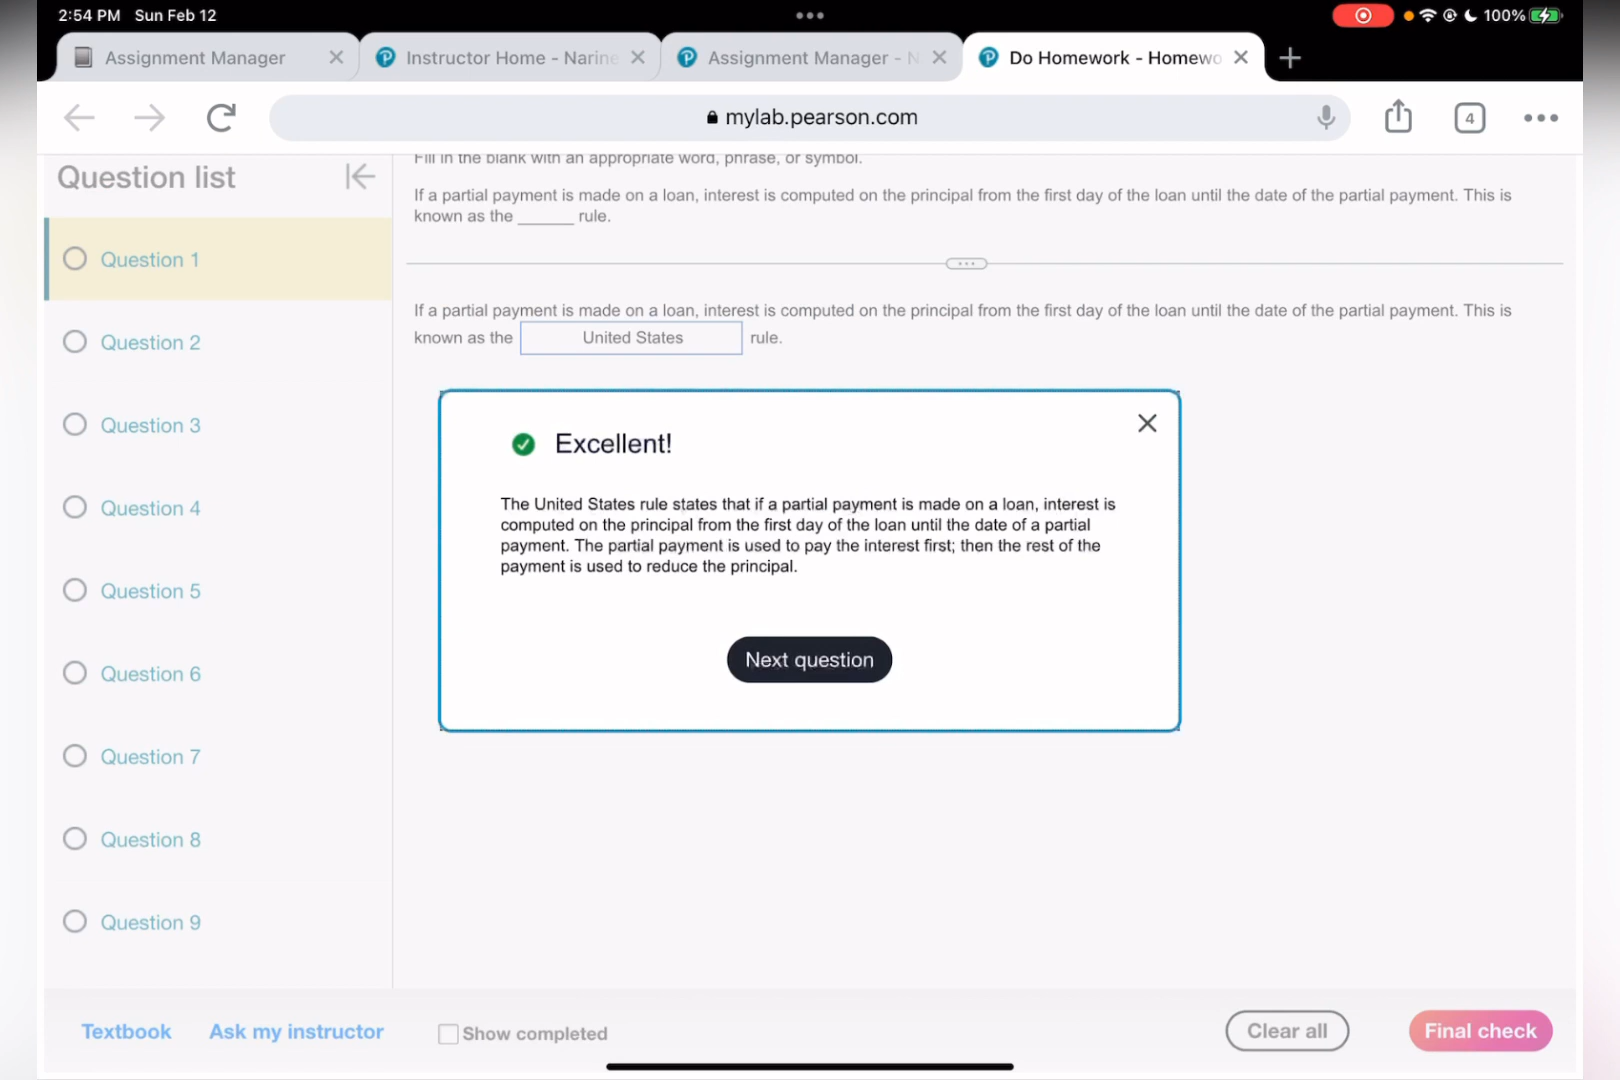 2:54 PM Sun Feb 12
100%
Assignment Manager
Instructor Home - Narine
Assignment Manager - N
Do Homework - Homewo
mylab.pearson.com
4
Question list
Fill in the blank with an appropriate word, phrase, or symbol.
If a partial payment is made on a loan, interest is computed on the principal from the first day of the loan until the date of the partial payment. This is
known as the ______ rule.
Question 1
Question 2
Question 3
Question 4
Question 5
Question 6
Question 7
Question 8
Question 9
If a partial payment is made on a loan, interest is computed on the principal from the first day of the loan until the date of the partial payment. This is
known as the United States rule.
Excellent!
The United States rule states that if a partial payment is made on a loan, interest is
computed on the principal from the first day of the loan until the date of a partial
payment. The partial payment is used to pay the interest first; then the rest of the
payment is used to reduce the principal.
Next question
Textbook
Ask my instructor
Show completed
Clear all
Final check